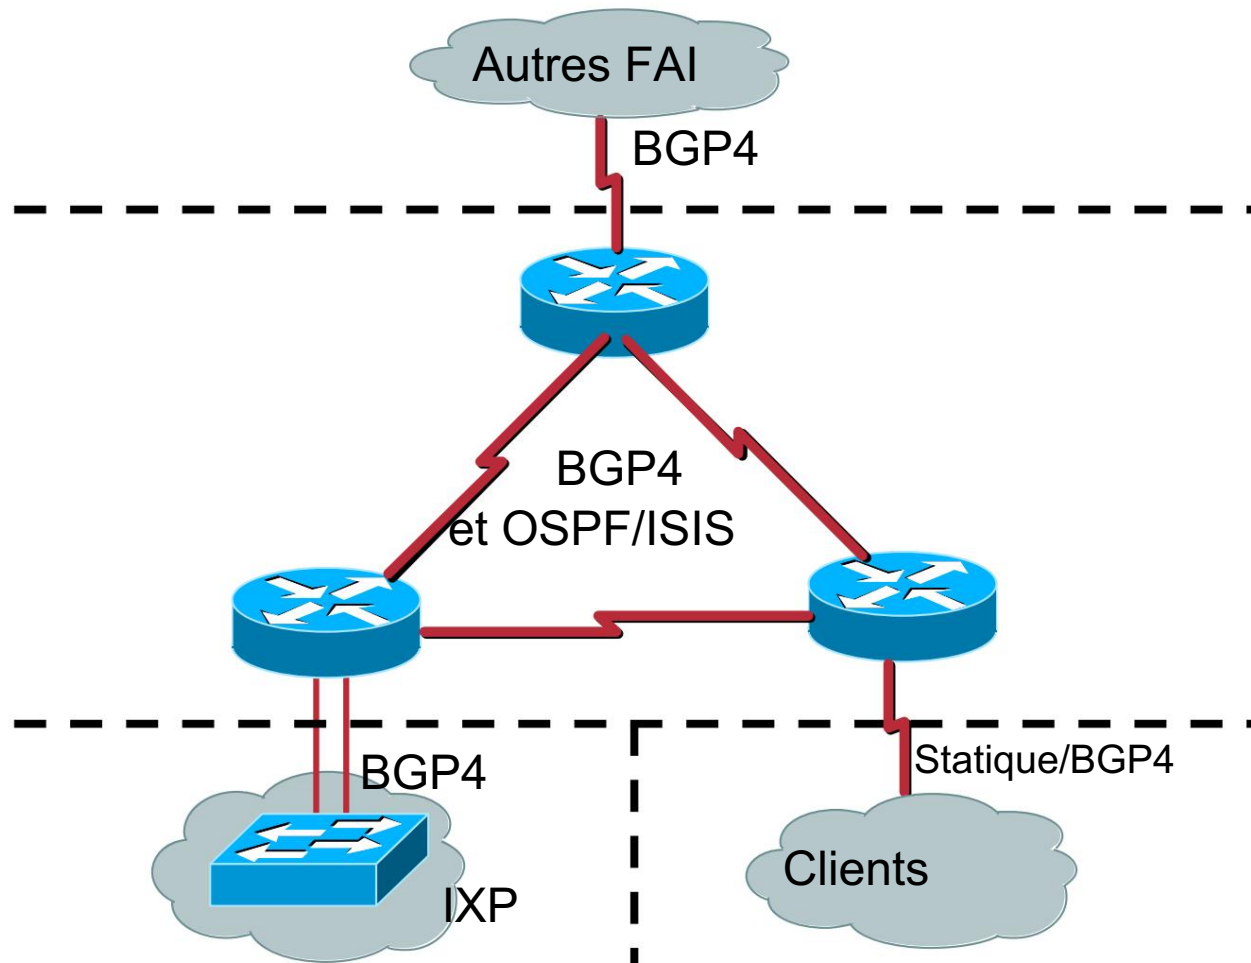 Autres FAI
BGP4
BGP4
et OSPF/ISIS
BGP4
Statique/BGP4
IXP
Clients